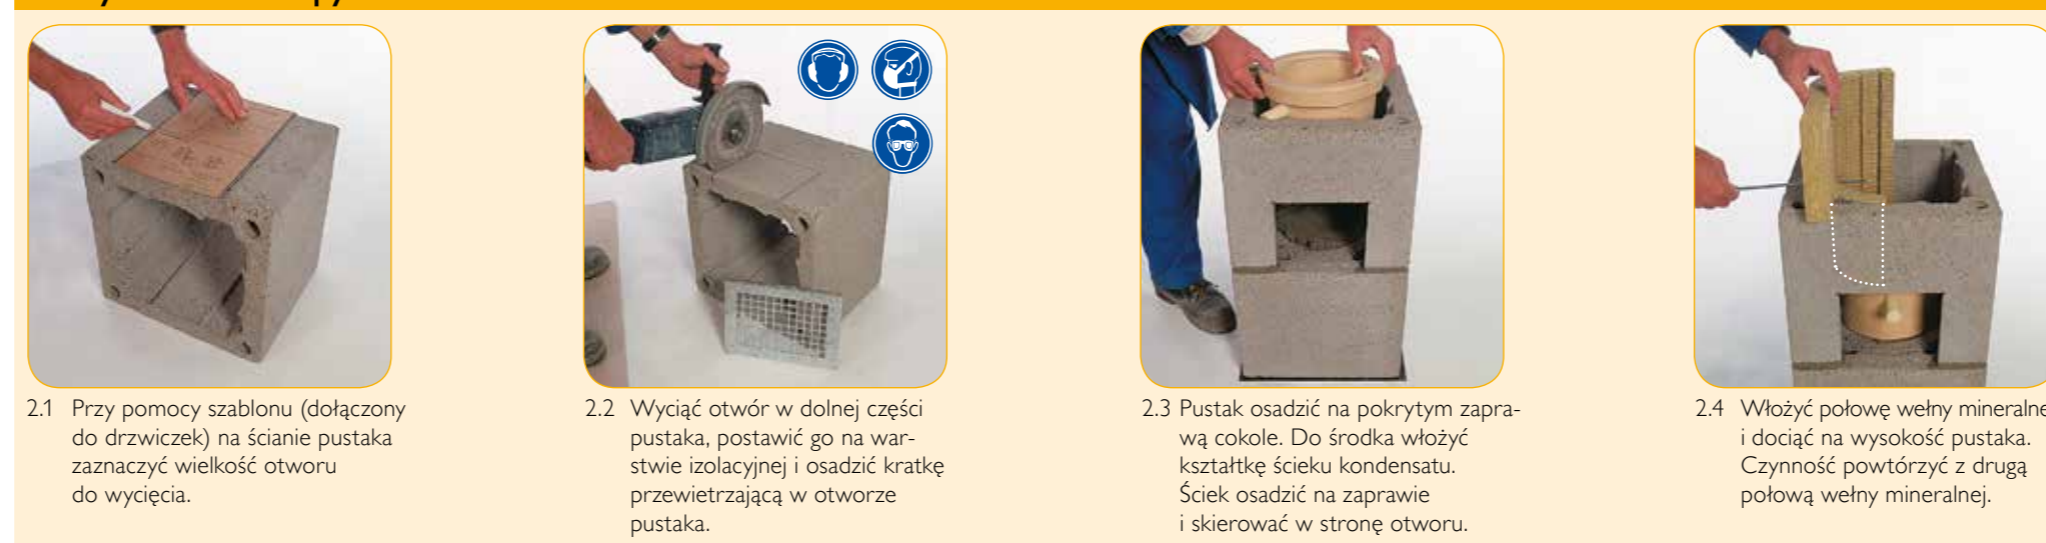 2.1 Przy pomocy szablonu (dołączony
do drzwiczek) na ścianie pustaka
zaznaczyć wielkość otworu
do wycięcia.
2.2 Wyciąć otwór w dolnej części
pustaka, postawić go na war-
stwie izolacyjnej i osadzić kratkę
przewietrzającą w otworze
pustaka.
2.3 Pustak osadzić na pokrytym zapra-
wą cokole. Do środka włożyć
kształtkę ścieku kondensatu.
Ściek osadzić na zaprawie
i skierować w stronę otworu.
2.4 Włożyć połowę wełny mineralne
i dociąć na wysokość pustaka.
Czynność powtórzyć z drugą
połową wełny mineralnej.